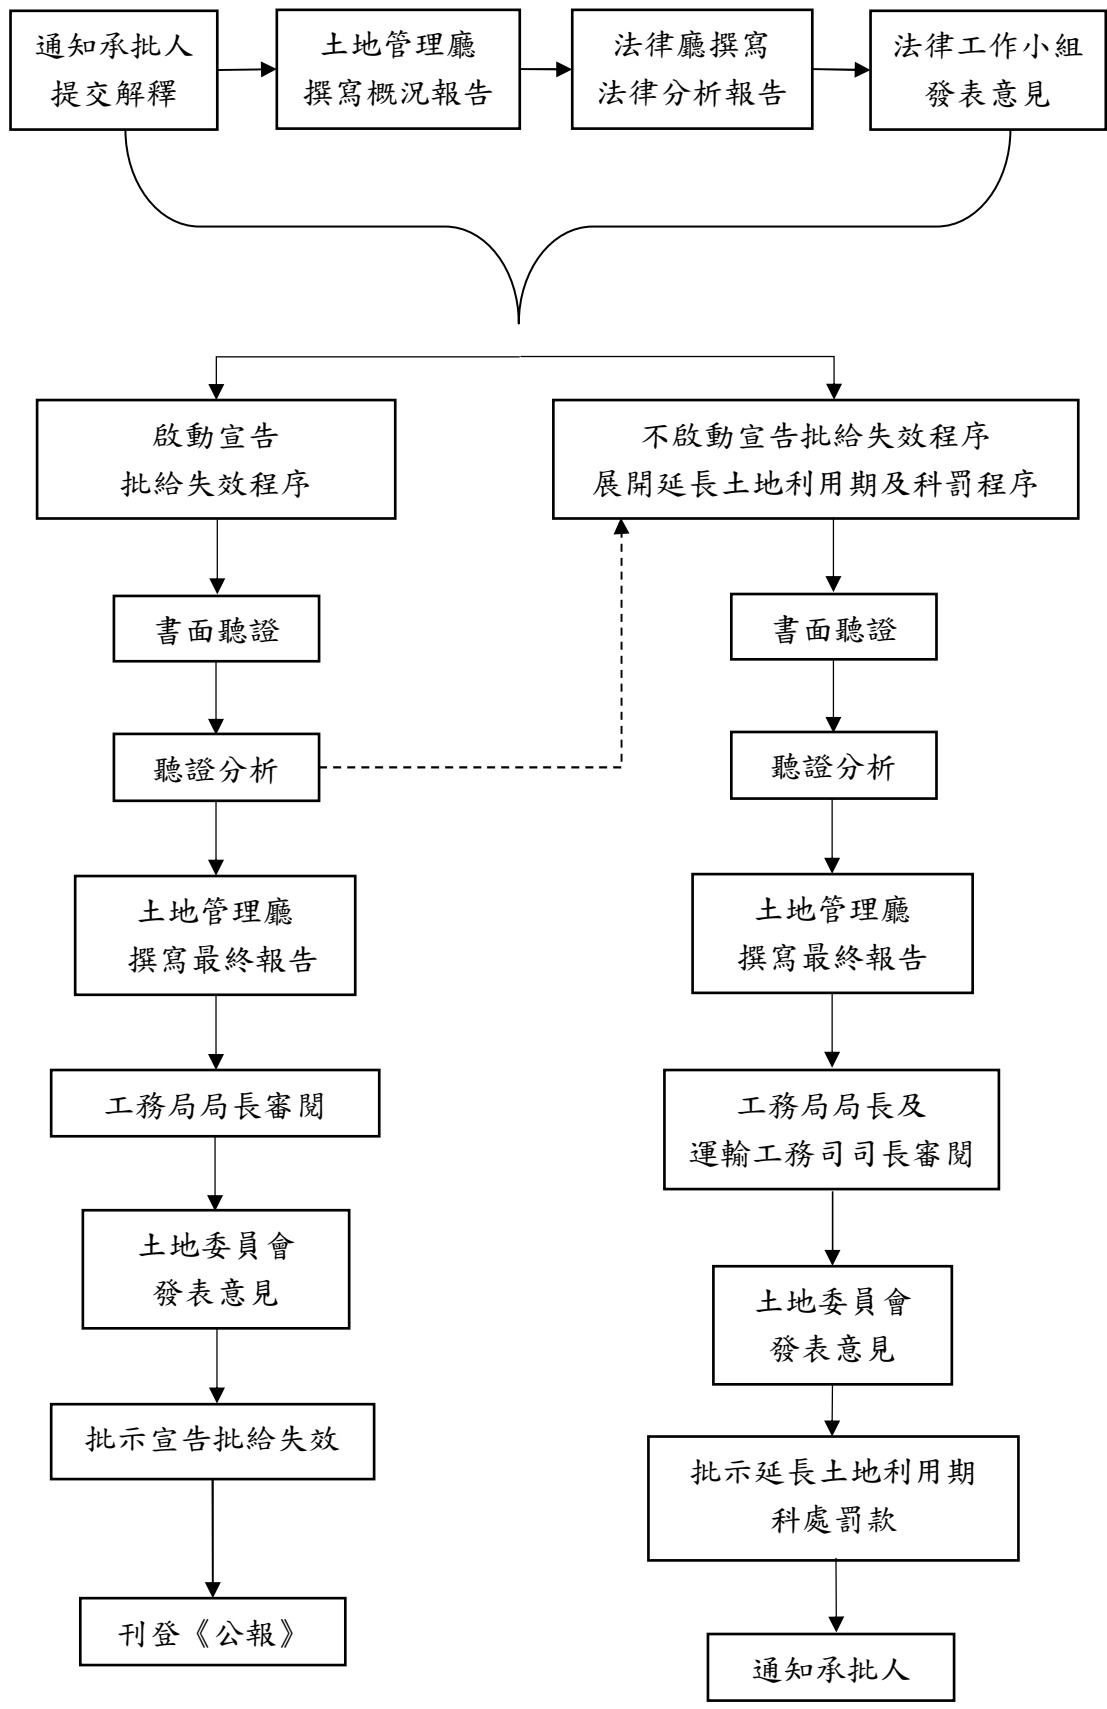 通知承批人
提交解釋
土地管理廳
撰寫概況報告
法律廳撰寫
法律分析報告
法律工作小組
發表意見
啟動宣告
批給失效程序
書面聽證
聽證分析
土地管理廳
撰寫最終報告
工務局局長審閱
土地委員會
發表意見
批示宣告批給失效
刊登《公報》
不啟動宣告批給失效程序
展開延長土地利用期及科罰程序
書面聽證
聽證分析
土地管理廳
撰寫最終報告
工務局局長及
運輸工務司司長審閱
土地委員會
發表意見
批示延長土地利用期
科處罰款
通知承批人